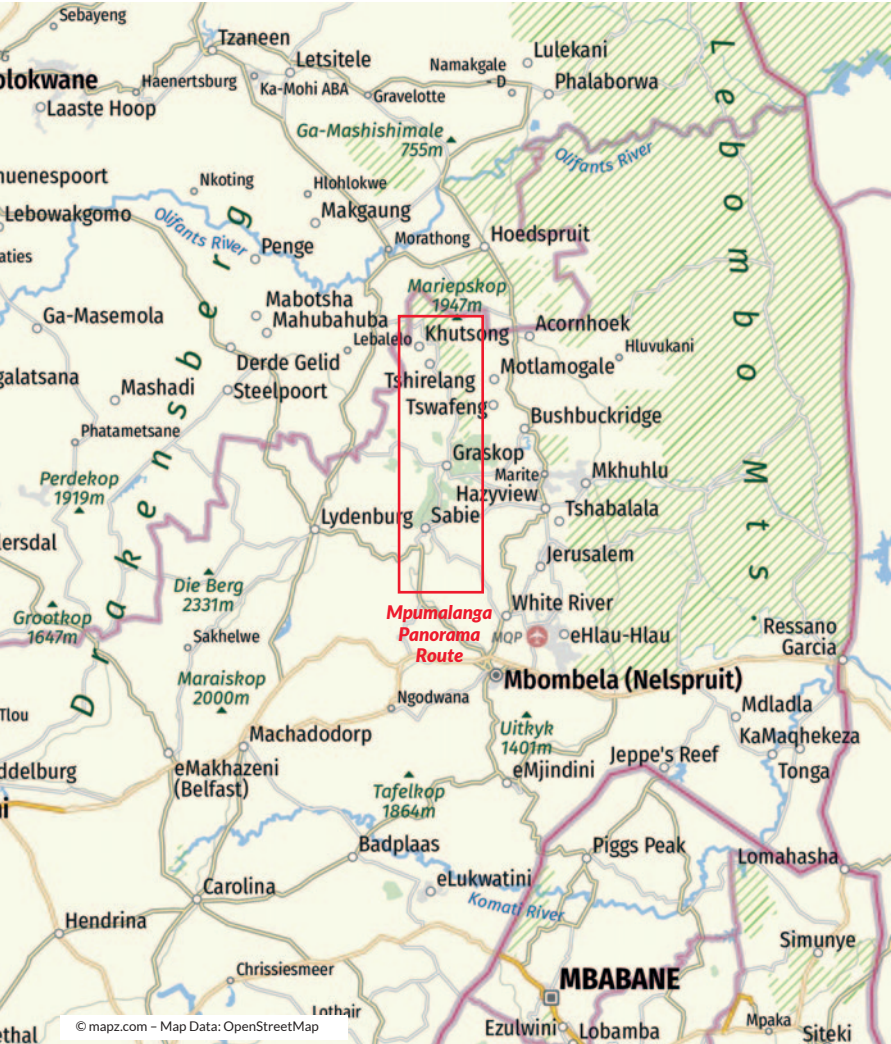 Sebayeng
Tzaneen
Letsitele
Lulekani
Namakgale
- D
Phalaborwa
olokwane
Haenertsburg
Ka-Mohi ABA
Gravelotte
Laaste Hoop
Ga-Mashishimale
755m
Olifants River
huenespoort
Nkoting
Hlohlokwe
Lebowakgomo
Olifants River
Makgaung
aties
Penge
Morathong
Hoedspruit
Lebombo Mts.
Drakensberg
Mariepskop
1947m
Mabotsha
Ga-Masemola
Mahubahuba
Lebalelo
Khutsong
Acornhoek
Hluvukani
Derde Gelid
galatsana
Mashadi
Steelpoort
Tshirelang
Motlamogale
Tswafeng
Bushbuckridge
Phatametsane
Graskop
Marite
Mkhuhlu
Perdekop
1919m
Hazyview
Lydenburg
Sabie
Tshabalala
lersdal
Jerusalem
Die Berg
2331m
Grootkop
1647m
White River
Mpumalanga
Panorama
Route
MQP
eHlau-Hlau
Ressano
Garcia
Sakhelwe
Maraiskop
2000m
Mbombela (Nelspruit)
Tlou
Ngodwana
Mdladla
Uitkyk
1401m
KaMaqhekeza
Machadodorp
Jeppe's Reef
ddelburg
eMakhazeni
(Belfast)
eMjindini
Tonga
Tafelkop
1864m
ni
Badplaas
Piggs Peak
Lomahasha
Carolina
eLukwatini
Komati River
Hendrina
Simunye
Chrissiesmeer
MBABANE
Lothair
© mapz.com – Map Data: OpenStreetMap
ethal
Ezulwini
Lobamba
Mpaka
Siteki